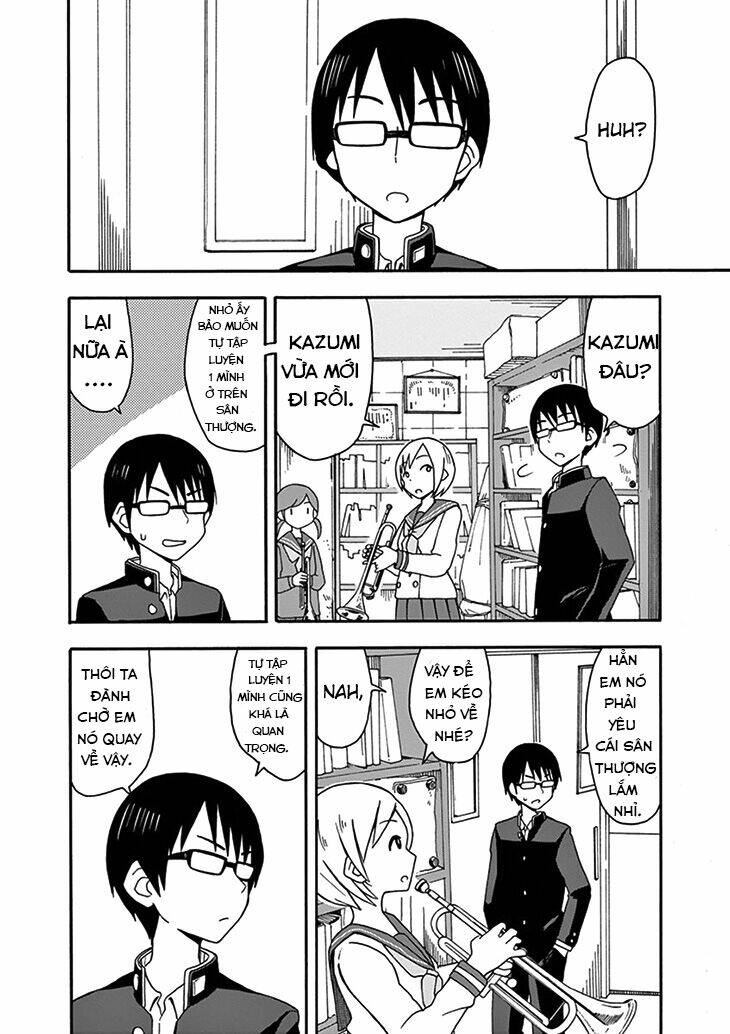 HUH?
KAZUMI
ĐÂU?
KAZUMI
VỪA MỚI
ĐI RỒI.
NHỎ ẤY
BẢO MUỐN
TỰ TẬP
LUYỆN
1 MÌNH
Ở TRÊN
SÂN
THƯỢNG.
LẠI
NỮA À
....
HẲN
EM NÓ
PHẢI
YÊU
CÁI SÂN
THƯỢNG
LẮM
NHỈ.
VẬY ĐỂ
EM KÉO
NHỎ VỀ
NHÉ?
NAH,
TỰ TẬP
LUYỆN 1
MÌNH CŨNG
KHÁ LÀ
QUAN
TRỌNG.
THÔI TA
ĐÀNH
CHỜ EM
NÓ QUAY
VỀ VẬY.